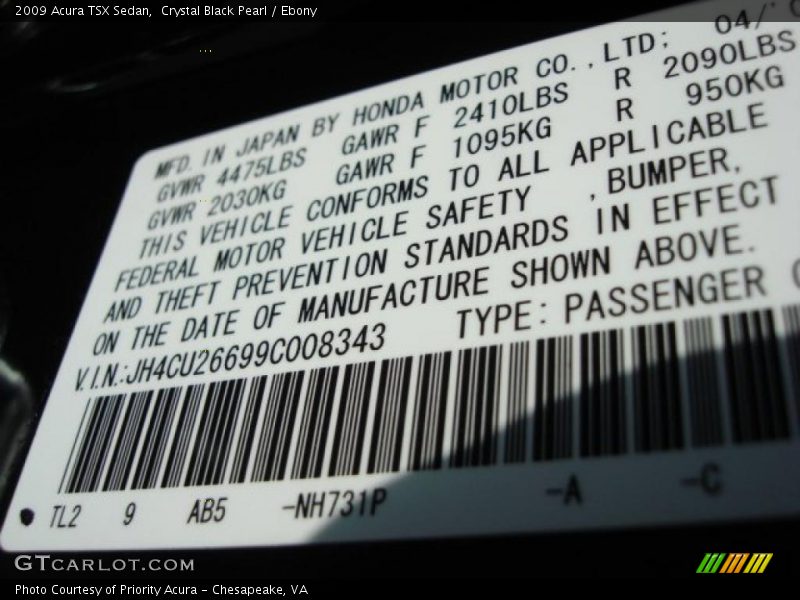 2009 Acura TSX Sedan, Crystal Black Pearl / Ebony
MFD. IN JAPAN BY HONDA MOTOR CO.,LTD; 04/
GVWR 4475LBS GAWR F 2410LBS R 2090LBS
GVWR 2030KG GAWR F 1095KG R 950KG
THIS VEHICLE CONFORMS TO ALL APPLICABLE
FEDERAL MOTOR VEHICLE SAFETY ,BUMPER,
AND THEFT PREVENTION STANDARDS IN EFFECT
ON THE DATE OF MANUFACTURE SHOWN ABOVE.
V.I.N.:JH4CU26699C008343 TYPE:PASSENGER
TL2 9 AB5 -NH731P -A -C
GTCARLOT.COM
Photo Courtesy of Priority Acura - Chesapeake, VA